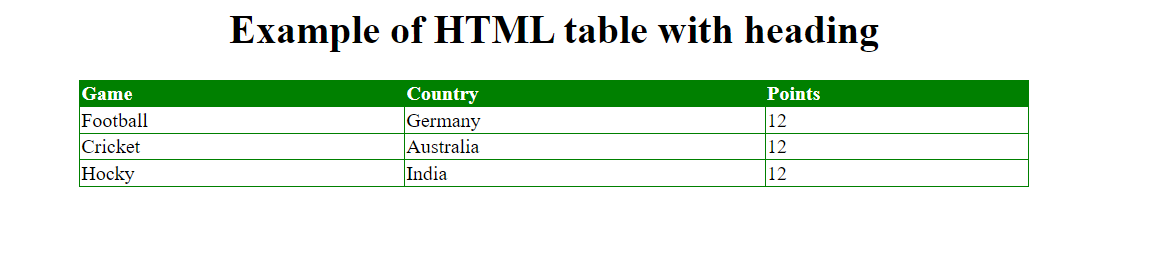 Example of HTML table with heading
Game Country Points
Football Germany 12
Cricket Australia 12
Hocky India 12